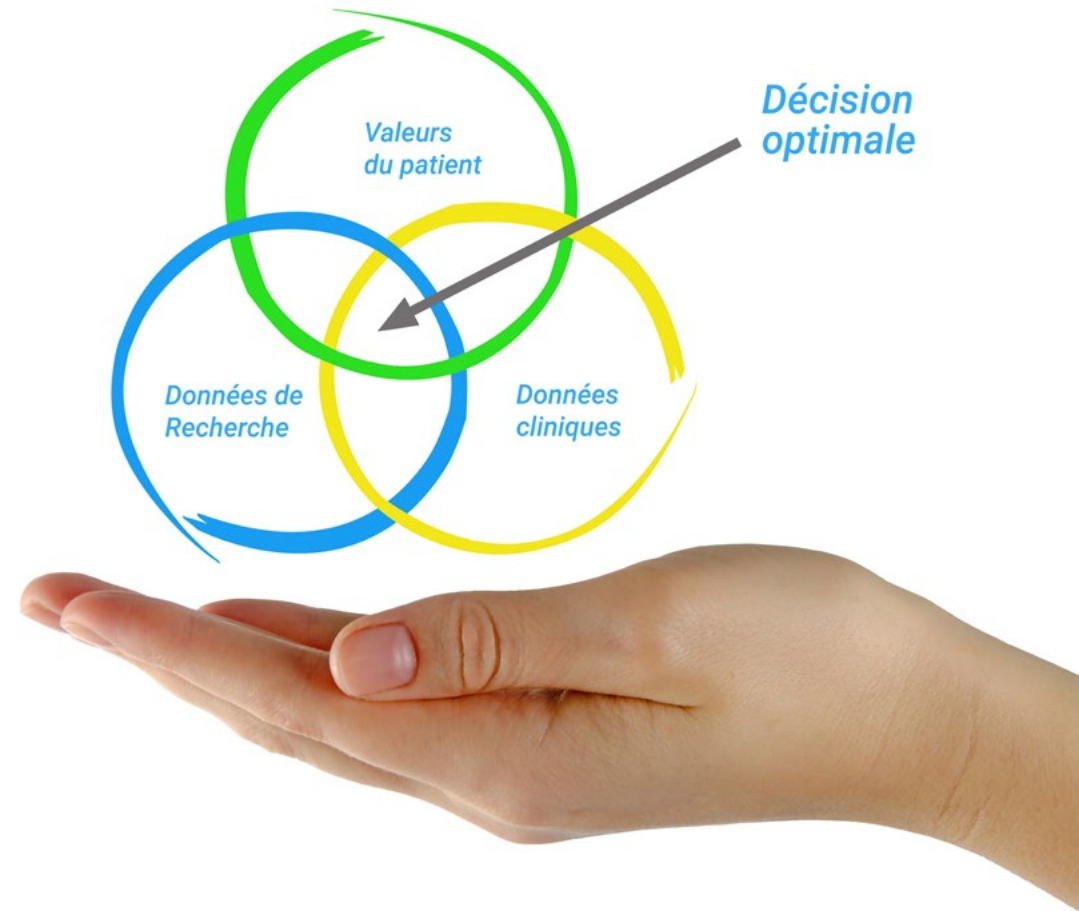 Valeurs
du patient
Décision
optimale
Données de
Recherche
Données
cliniques